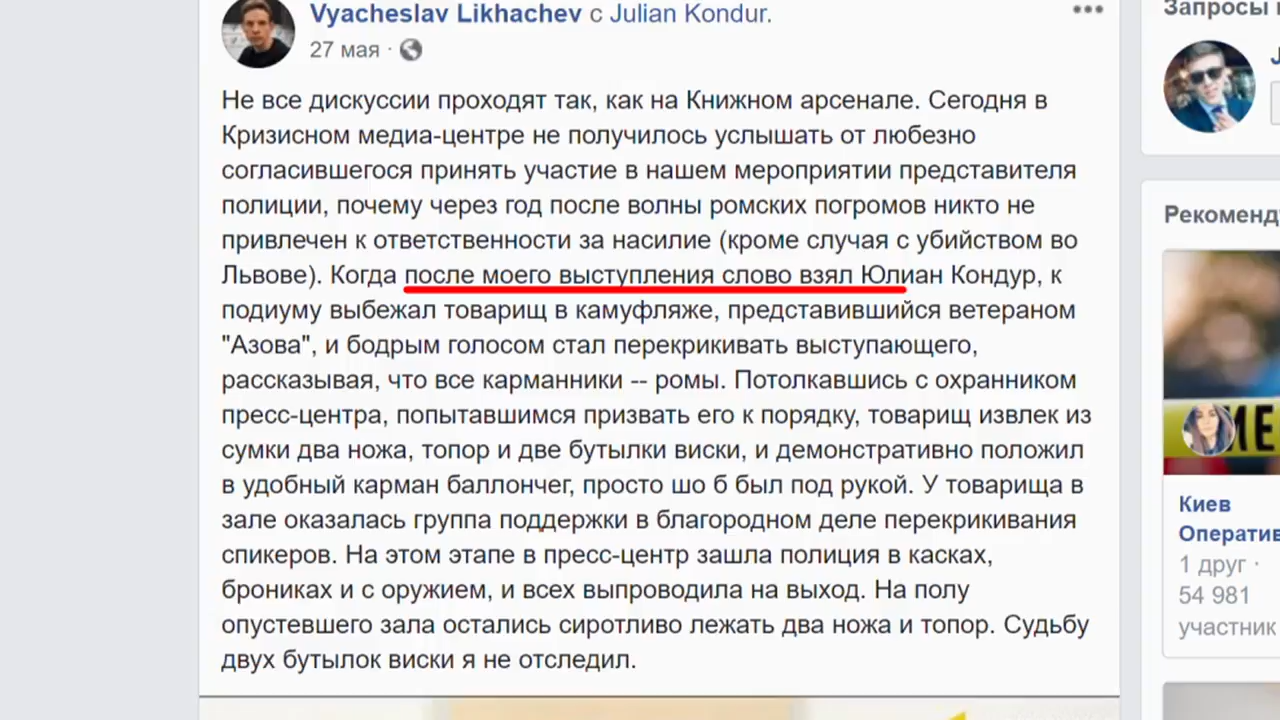 Vyacheslav Likhachev с Julian Kondur.
27 мая ·
Не все дискуссии проходят так, как на Книжном арсенале. Сегодня в
Кризисном медиа-центре не получилось услышать от любезно
согласившегося принять участие в нашем мероприятии представителя
полиции, почему через год после волны ромских погромов никто не
привлечен к ответственности за насилие (кроме случая с убийством во
Львове). Когда после моего выступления слово взял Юлиан Кондур, к
подиуму выбежал товарищ в камуфляже, представившийся ветераном
"Азова", и бодрым голосом стал перекрикивать выступающего,
рассказывая, что все карманники -- ромы. Потолкавшись с охранником
пресс-центра, попытавшимся призвать его к порядку, товарищ извлек из
сумки два ножа, топор и две бутылки виски, и демонстративно положил
в удобный карман баллончег, просто шо б был под рукой. У товарища в
зале оказалась группа поддержки в благородном деле перекрикивания
спикеров. На этом этапе в пресс-центр зашла полиция в касках,
брониках и с оружием, и всех выпроводила на выход. На полу
опустевшего зала остались сиротливо лежать два ножа и топор. Судьбу
двух бутылок виски я не отследил.
Запросы
Рекоменд
Киев
Оператив
1 друг ·
54 981
участник